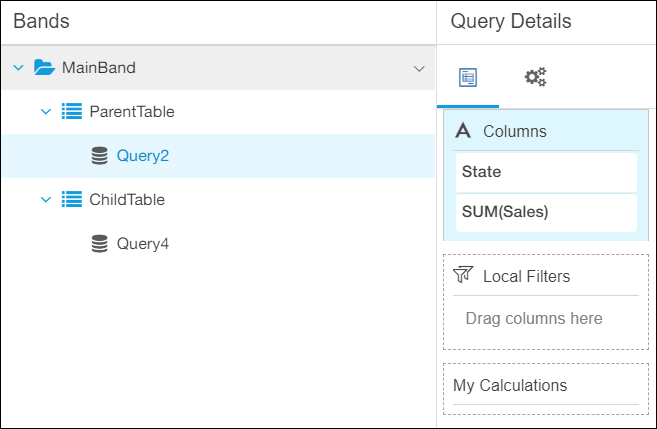 Bands
MainBand
ParentTable
Query2
ChildTable
Query4
Query Details
Columns
State
SUM(Sales)
Local Filters
Drag columns here
My Calculations